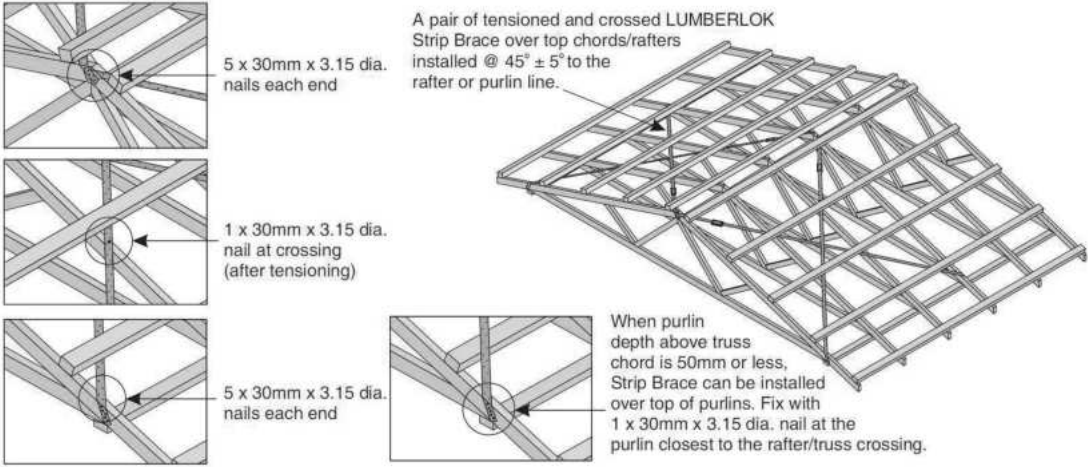 5 x 30mm x 3.15 dia.
nails each end
A pair of tensioned and crossed LUMBERLOK
Strip Brace over top chords/rafters
installed @ 45° ± 5° to the
rafter or purlin line.
1 x 30mm x 3.15 dia.
nail at crossing
(after tensioning)
5 x 30mm x 3.15 dia.
nails each end
When purlin
depth above truss
chord is 50mm or less,
Strip Brace can be installed
over top of purlins. Fix with
1 x 30mm x 3.15 dia. nail at the
purlin closest to the rafter/truss crossing.